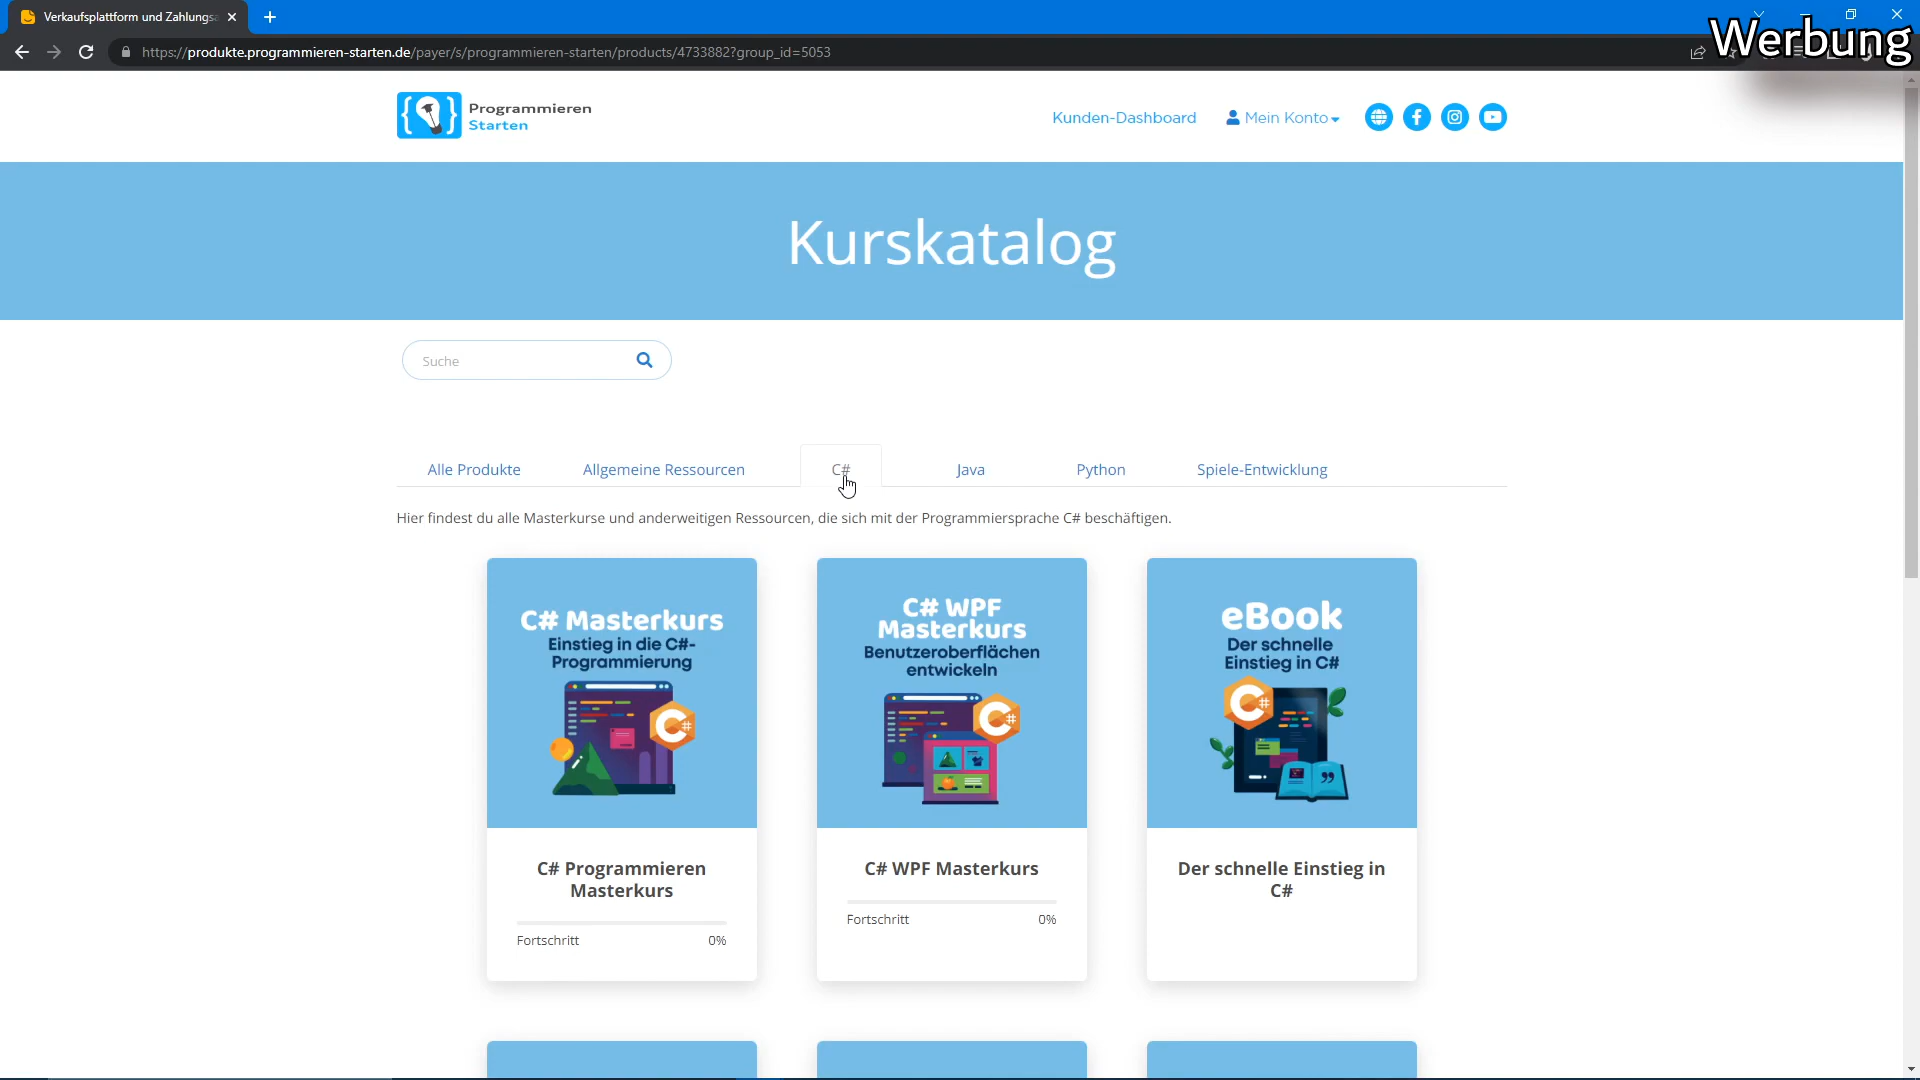 Verkaufsplattform und Zahlungsa
Werbung
https://produkte.programmieren-starten.de/payer/s/programmieren-starten/products/4733882?group_id=5053
Programmieren
Starten
Kunden-Dashboard
Mein Konto
Kurskatalog
Suche
Alle Produkte
Allgemeine Ressourcen
C#
Java
Python
Spiele-Entwicklung
Hier findest du alle Masterkurse und anderweitigen Ressourcen, die sich mit der Programmiersprache C# beschäftigen.
C# Masterkurs
Einstieg in die C#-
Programmierung
C#
C# Programmieren
Masterkurs
Fortschritt 0%
C# WPF
Masterkurs
Benutzeroberflächen
entwickeln
C#
C# WPF Masterkurs
Fortschritt 0%
eBook
Der schnelle
Einstieg in C#
C#
Der schnelle Einstieg in
C#